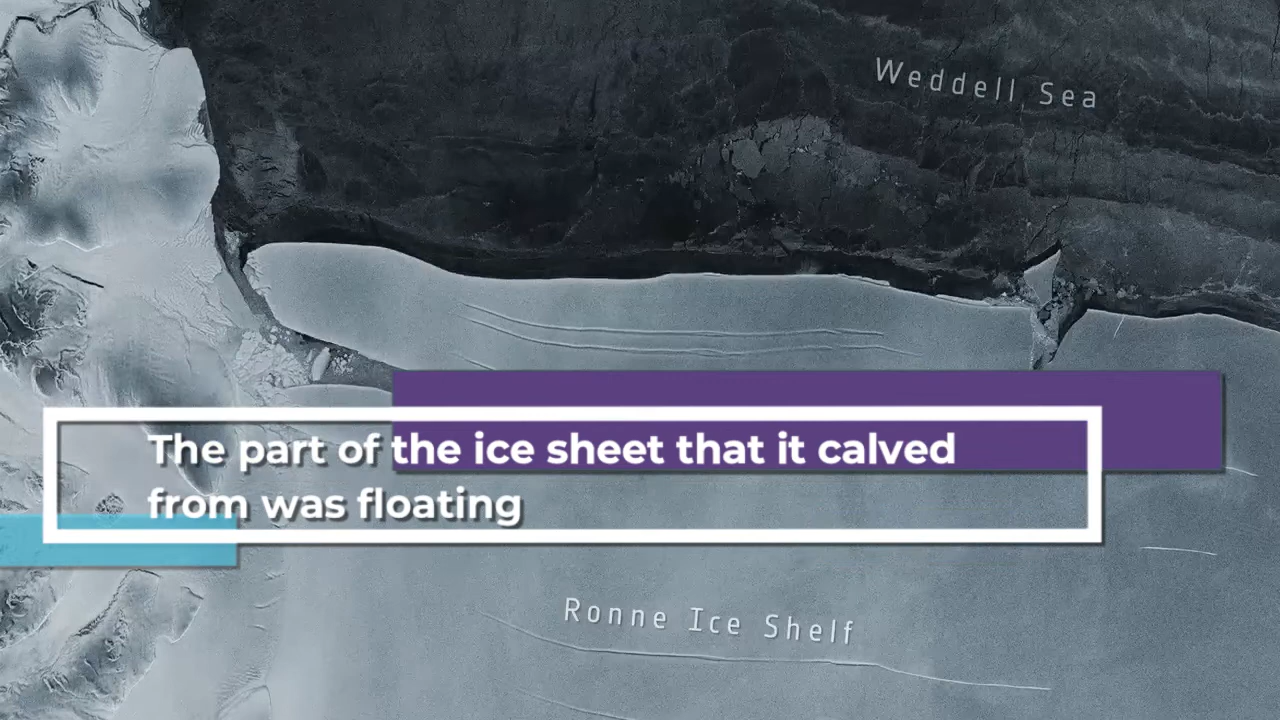 Weddell Sea
The part of the ice sheet that it calved
from was floating
Ronne Ice Shelf